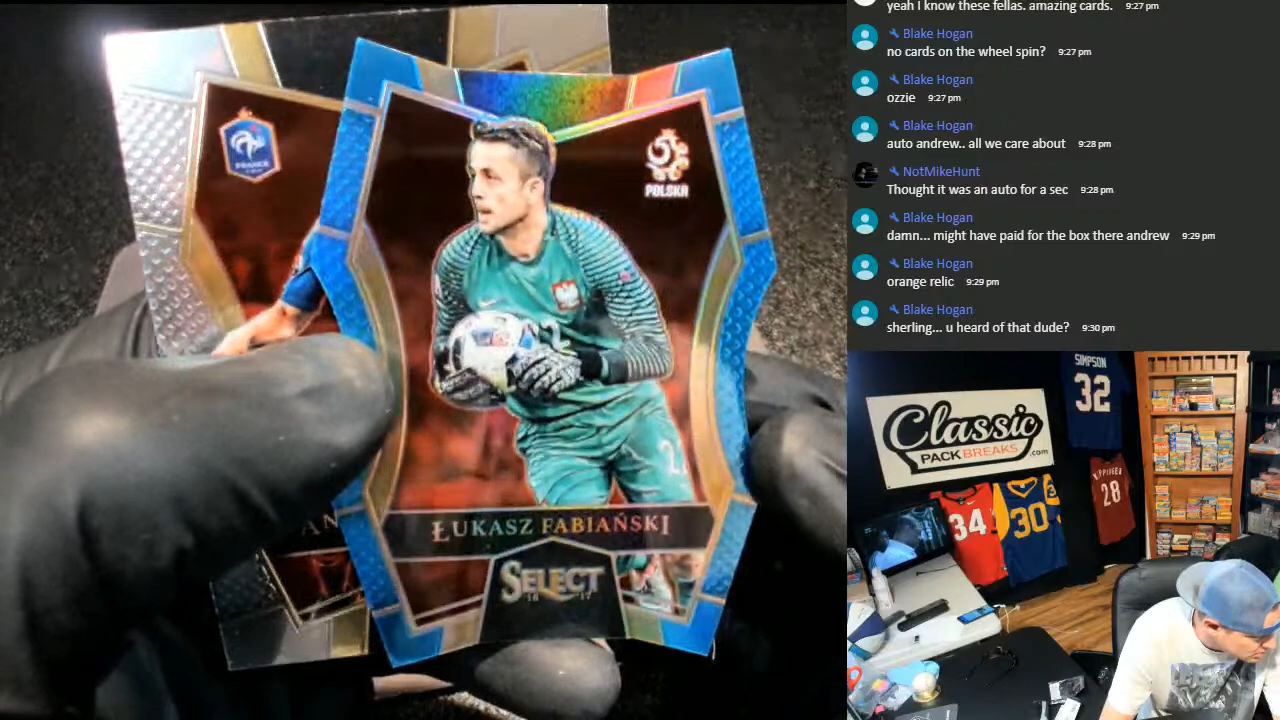 FRANCE
POLSKA
ŁUKASZ FABIAŃSKI
AN
SELECT
16 17
yeah I know these fellas. amazing cards. 9:27 pm
Blake Hogan
no cards on the wheel spin? 9:27 pm
Blake Hogan
ozzie 9:27 pm
Blake Hogan
auto andrew.. all we care about 9:28 pm
NotMikeHunt
Thought it was an auto for a sec 9:28 pm
Blake Hogan
damn... might have paid for the box there andrew 9:29 pm
Blake Hogan
orange relic 9:29 pm
Blake Hogan
sherling... u heard of that dude? 9:30 pm
SIMPSON
32
Classic
PACK BREAKS .com
34
30
28